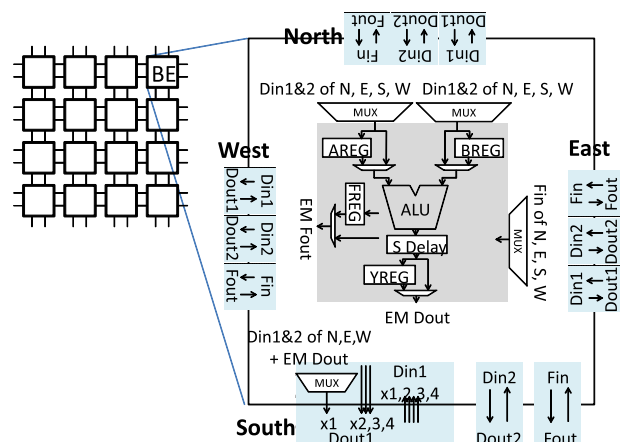 North
Fout
Fin
Dout2
Din2
Dout1
Din1
BE
Din1&2 of N, E, S, W
Din1&2 of N, E, S, W
MUX
MUX
West
East
AREG
BREG
Din1
Dout1
Din2
Dout2
Fin
Fout
EM Fout
FREG
ALU
S Delay
YREG
EM Dout
MUX
Fin of N, E, S, W
Fin
Fout
Din2
Dout2
Din1
Dout1
Din1&2 of N,E,W
+ EM Dout
MUX
x1
x2,3,4
Dout1
Din1
x1,2,3,4
Din2
Dout2
Fin
Fout
South